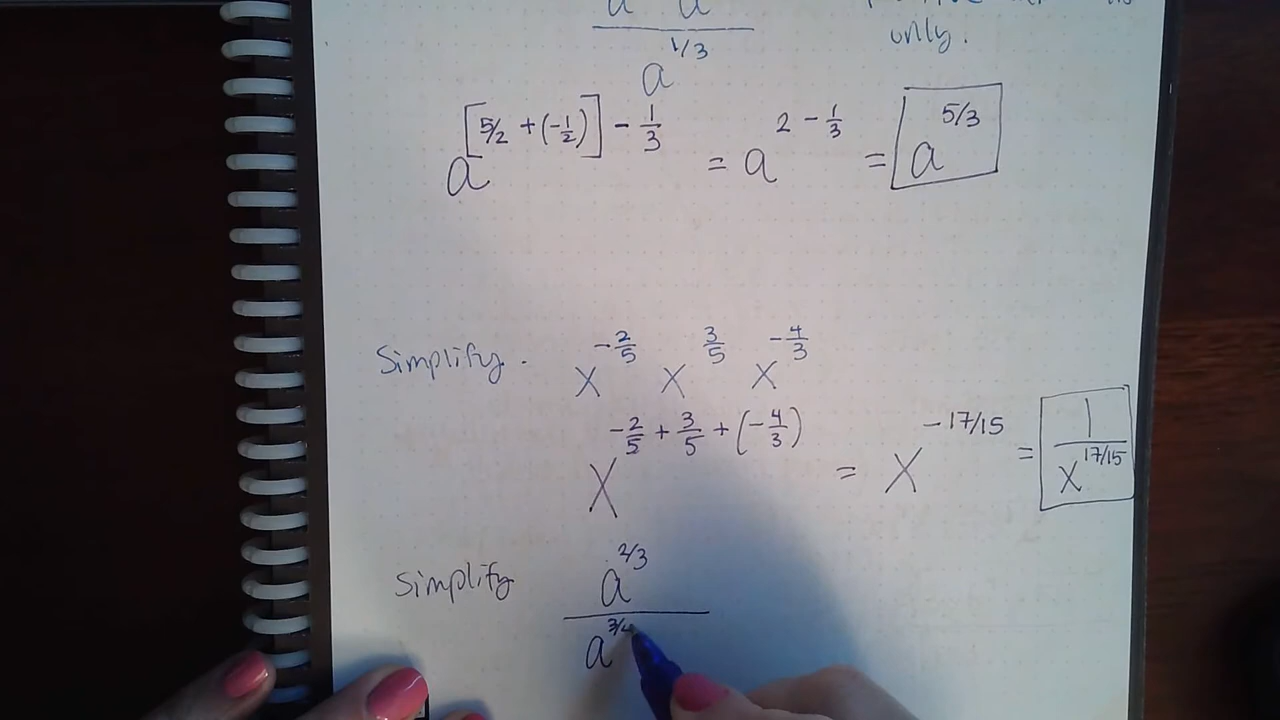 only.
a^{1/3}
a^{[5/2 + (-1/2)] - 1/3} = a^{2 - 1/3} = a^{5/3}
Simplify. x^{-2/5} x^{3/5} x^{-4/3}
x^{-2/5 + 3/5 + (-4/3)} = x^{-17/15} = 1/x^{17/15}
Simplify a^{2/3}
a^{3/4}